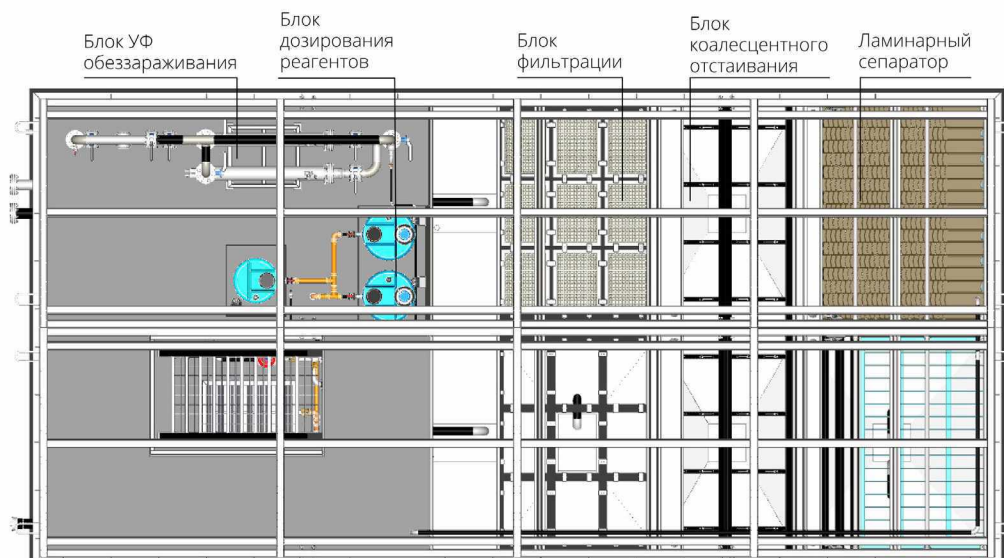 Блок УФ
обеззараживания
Блок
дозирования
реагентов
Блок
фильтрации
Блок
коалесцентного
отстаивания
Ламинарный
сепаратор